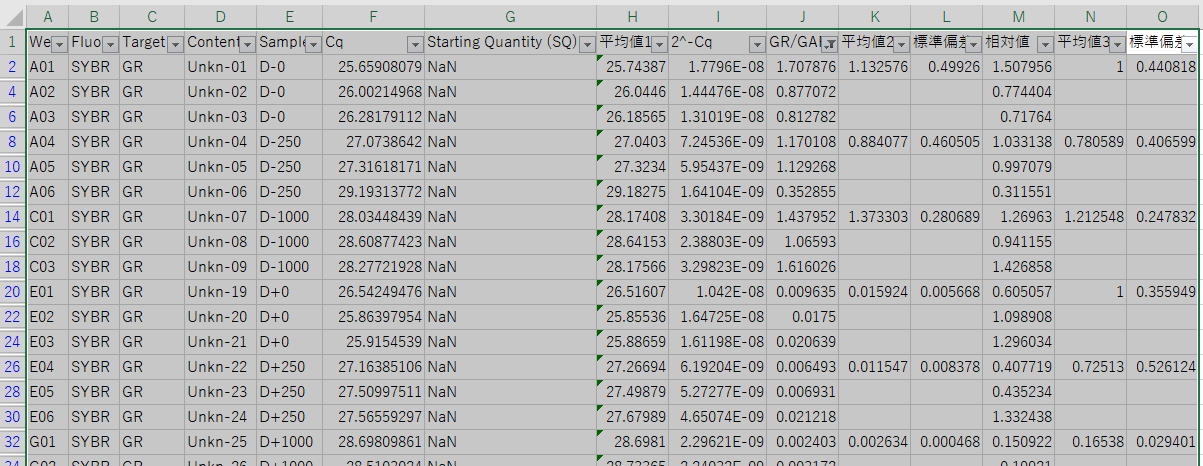 A B C D E F G H I J K L M N O
1 We Fluo Target Content Sample Cq Starting Quantity (SQ) 平均値1 2^-Cq GR/GAI 平均値2 標準偏差 相対値 平均値3 標準偏差
2 A01 SYBR GR Unkn-01 D-0 25.65908079 NaN 25.74387 1.7796E-08 1.707876 1.132576 0.49926 1.507956 1 0.440818
4 A02 SYBR GR Unkn-02 D-0 26.00214968 NaN 26.0446 1.44476E-08 0.877072 0.774404
6 A03 SYBR GR Unkn-03 D-0 26.28179112 NaN 26.18565 1.31019E-08 0.812782 0.71764
8 A04 SYBR GR Unkn-04 D-250 27.0738642 NaN 27.0403 7.24536E-09 1.170108 0.884077 0.460505 1.033138 0.780589 0.406599
10 A05 SYBR GR Unkn-05 D-250 27.31618171 NaN 27.3234 5.95437E-09 1.129268 0.997079
12 A06 SYBR GR Unkn-06 D-250 29.19313772 NaN 29.18275 1.64104E-09 0.352855 0.311551
14 C01 SYBR GR Unkn-07 D-1000 28.03448439 NaN 28.17408 3.30184E-09 1.437952 1.373303 0.280689 1.26963 1.212548 0.247832
16 C02 SYBR GR Unkn-08 D-1000 28.60877423 NaN 28.64153 2.38803E-09 1.06593 0.941155
18 C03 SYBR GR Unkn-09 D-1000 28.27721928 NaN 28.17566 3.29823E-09 1.616026 1.426858
20 E01 SYBR GR Unkn-19 D+0 26.54249476 NaN 26.51607 1.042E-08 0.009635 0.015924 0.005668 0.605057 1 0.355949
22 E02 SYBR GR Unkn-20 D+0 25.86397954 NaN 25.85536 1.64725E-08 0.0175 1.098908
24 E03 SYBR GR Unkn-21 D+0 25.9154539 NaN 25.88659 1.61198E-08 0.020639 1.296034
26 E04 SYBR GR Unkn-22 D+250 27.16385106 NaN 27.26694 6.19204E-09 0.006493 0.011547 0.008378 0.407719 0.72513 0.526124
28 E05 SYBR GR Unkn-23 D+250 27.50997511 NaN 27.49879 5.27277E-09 0.006931 0.435234
30 E06 SYBR GR Unkn-24 D+250 27.56559297 NaN 27.67989 4.65074E-09 0.021218 1.332438
32 G01 SYBR GR Unkn-25 D+1000 28.69809861 NaN 28.6981 2.29621E-09 0.002403 0.002634 0.000468 0.150922 0.16538 0.029401